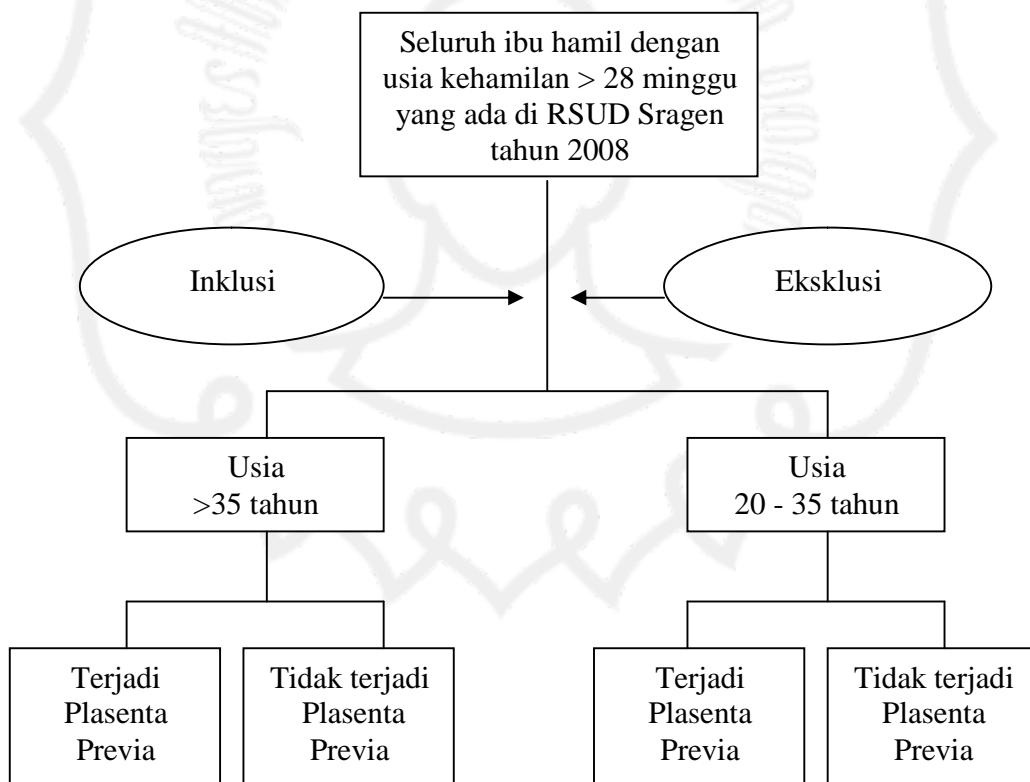 Seluruh ibu hamil dengan
usia kehamilan > 28 minggu
yang ada di RSUD Sragen
tahun 2008
Inklusi
Eksklusi
Usia
>35 tahun
Usia
20 - 35 tahun
Terjadi
Plasenta
Previa
Tidak terjadi
Plasenta
Previa
Terjadi
Plasenta
Previa
Tidak terjadi
Plasenta
Previa